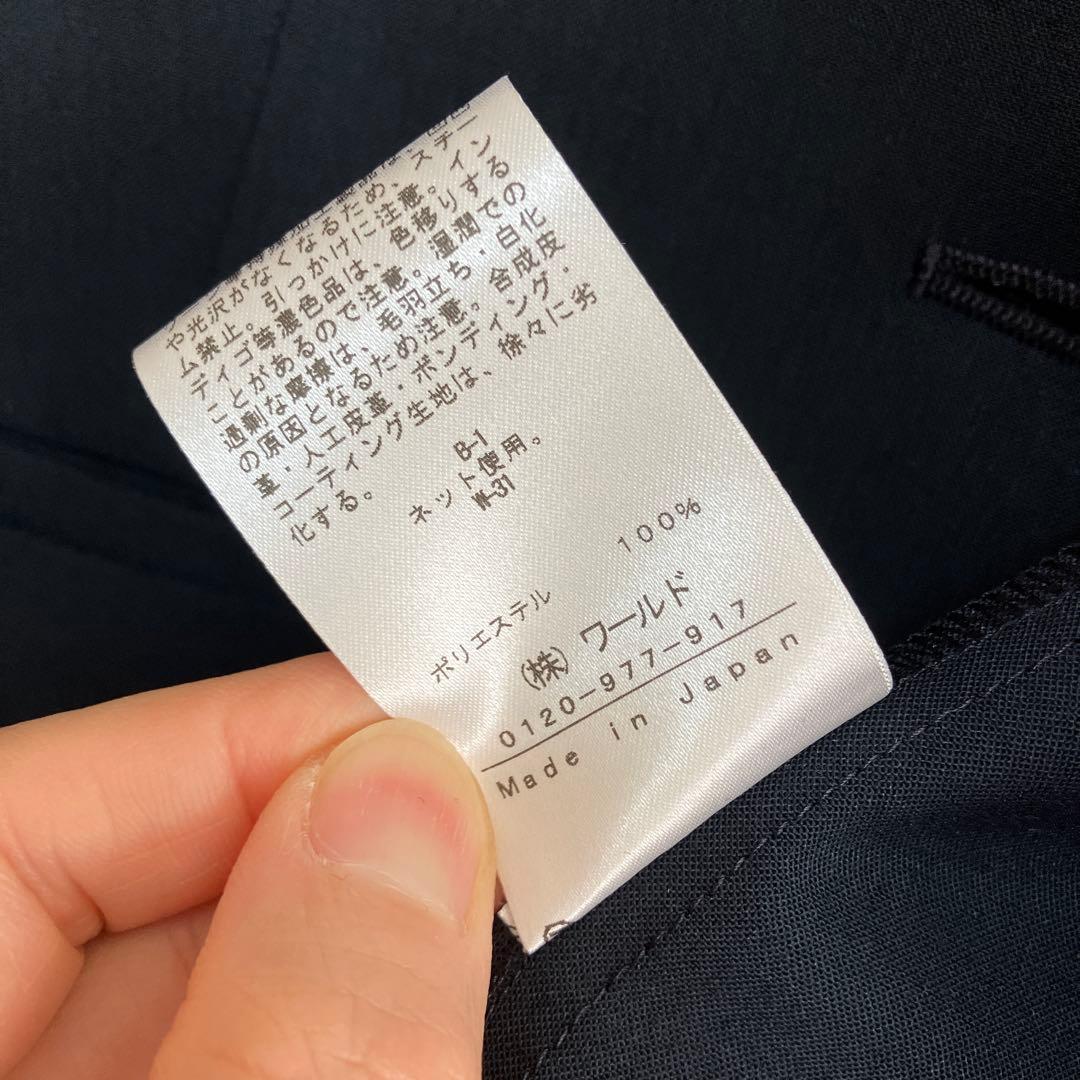 や光沢がなくなるため、スチー
ム禁止。引っかけに注意。イン
ディゴ等濃色品は、色移りする
ことがあるので注意。湿潤での
過剰な摩擦は、毛羽立ち・白化
の原因となるため注意。合成皮
革・人工皮革・ボンディング・
コーティング生地は、徐々に劣
化する。
B-1
ネット使用。
W-31
ポリエステル 100%
(株) ワールド
0120-977-917
Made in Japan